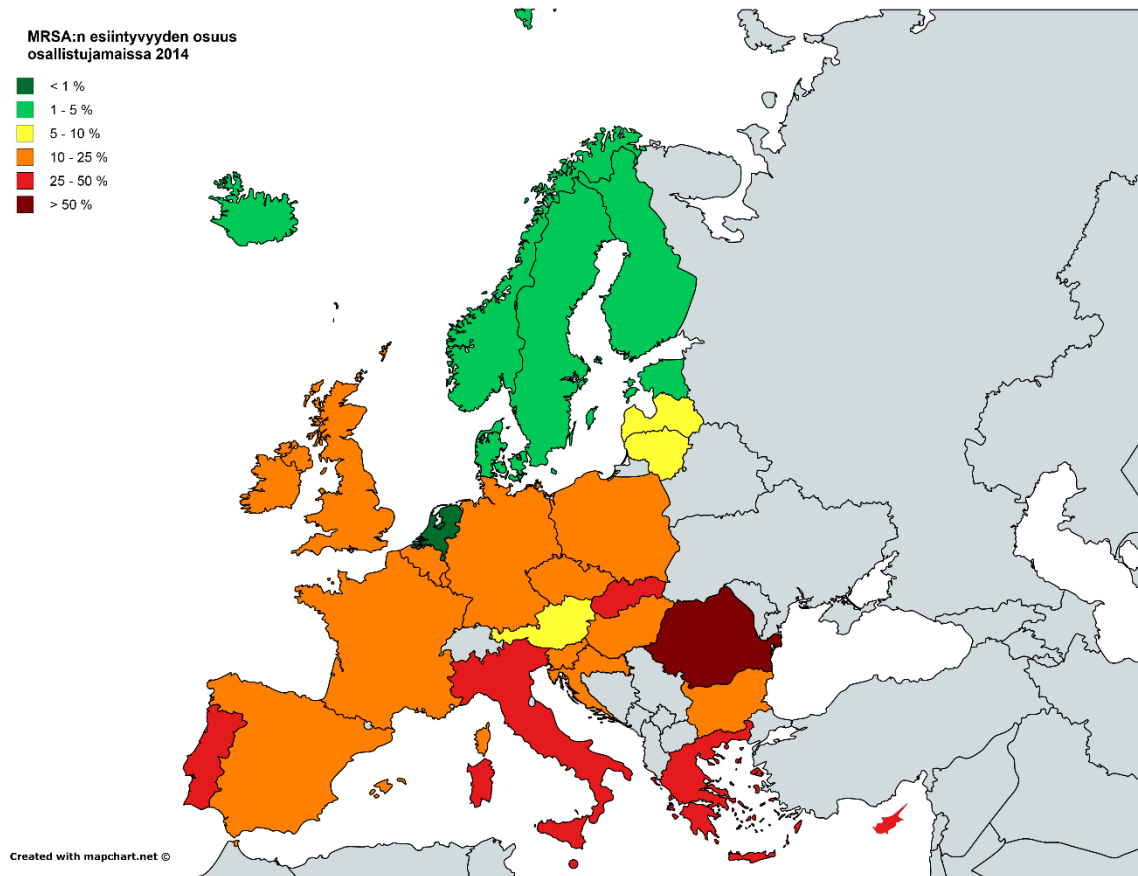 MRSA:n esiintyvyyden osuus
osallistujamaissa 2014
< 1 %
1 - 5 %
5 - 10 %
10 - 25 %
25 - 50 %
> 50 %
Created with mapchart.net ©